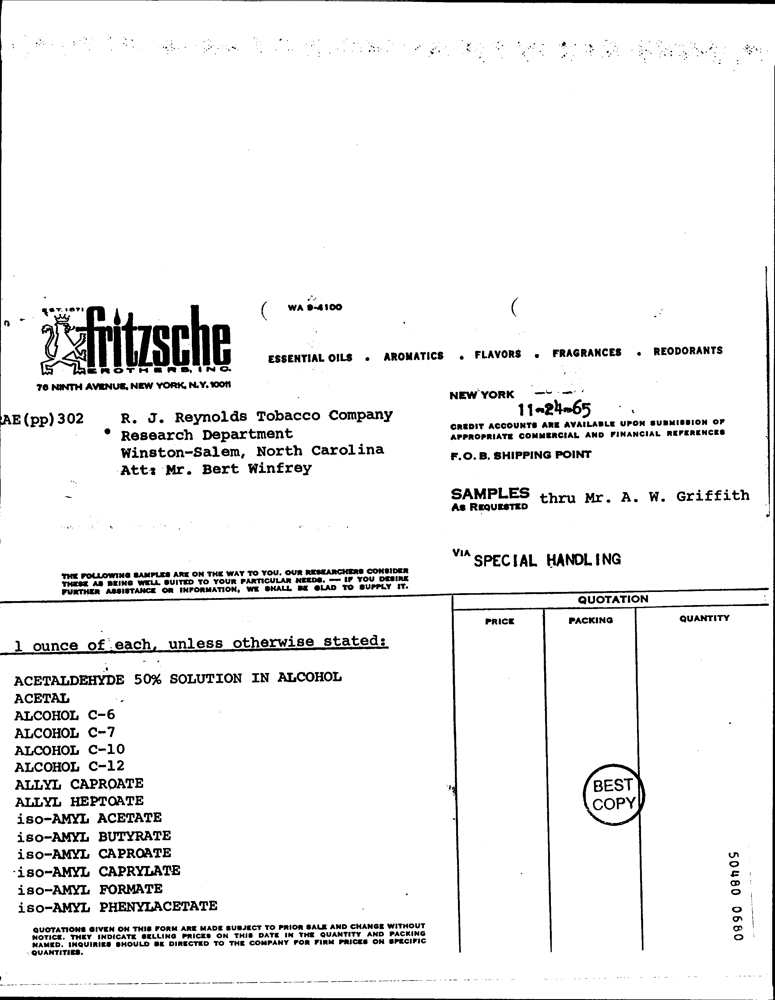 EST. 1871
fritzsche
BROTHERS, INC.
76 NINTH AVENUE, NEW YORK, N.Y. 10011
WA 9-4100
ESSENTIAL OILS • AROMATICS • FLAVORS • FRAGRANCES • REODORANTS
NEW YORK
11-24-65
CREDIT ACCOUNTS ARE AVAILABLE UPON SUBMISSION OF
APPROPRIATE COMMERCIAL AND FINANCIAL REFERENCES
F.O.B. SHIPPING POINT
AE(pp)302
R. J. Reynolds Tobacco Company
Research Department
Winston-Salem, North Carolina
Att: Mr. Bert Winfrey
SAMPLES thru Mr. A. W. Griffith
AS REQUESTED
VIA SPECIAL HANDLING
THE FOLLOWING SAMPLES ARE ON THE WAY TO YOU. OUR RESEARCHERS CONSIDER
THESE AS BEING WELL SUITED TO YOUR PARTICULAR NEEDS. — IF YOU DESIRE
FURTHER ASSISTANCE OR INFORMATION, WE SHALL BE GLAD TO SUPPLY IT.
QUOTATION
PRICE PACKING QUANTITY
1 ounce of each, unless otherwise stated:
ACETALDEHYDE 50% SOLUTION IN ALCOHOL
ACETAL
ALCOHOL C-6
ALCOHOL C-7
ALCOHOL C-10
ALCOHOL C-12
ALLYL CAPROATE
ALLYL HEPTOATE
iso-AMYL ACETATE
iso-AMYL BUTYRATE
iso-AMYL CAPROATE
iso-AMYL CAPRYLATE
iso-AMYL FORMATE
iso-AMYL PHENYLACETATE
BEST
COPY
QUOTATIONS GIVEN ON THIS FORM ARE MADE SUBJECT TO PRIOR SALE AND CHANGE WITHOUT
NOTICE. THEY INDICATE SELLING PRICES ON THIS DATE IN THE QUANTITY AND PACKING
NAMED. INQUIRIES SHOULD BE DIRECTED TO THE COMPANY FOR FIRM PRICES ON SPECIFIC
QUANTITIES.
50480 0680